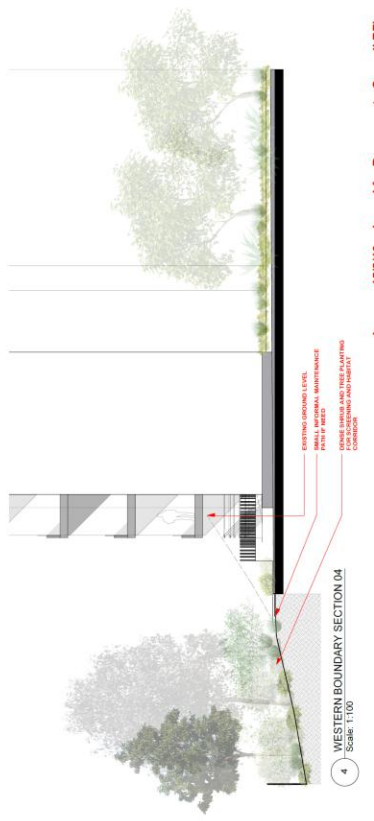 EXISTING GROUND LEVEL
SMALL INFORMAL MAINTENANCE
PATH IF NEED
DENSE SHRUB AND TREE PLANTING
FOR SCREENING AND HABITAT
CORRIDOR
4
WESTERN BOUNDARY SECTION 04
Scale: 1:100